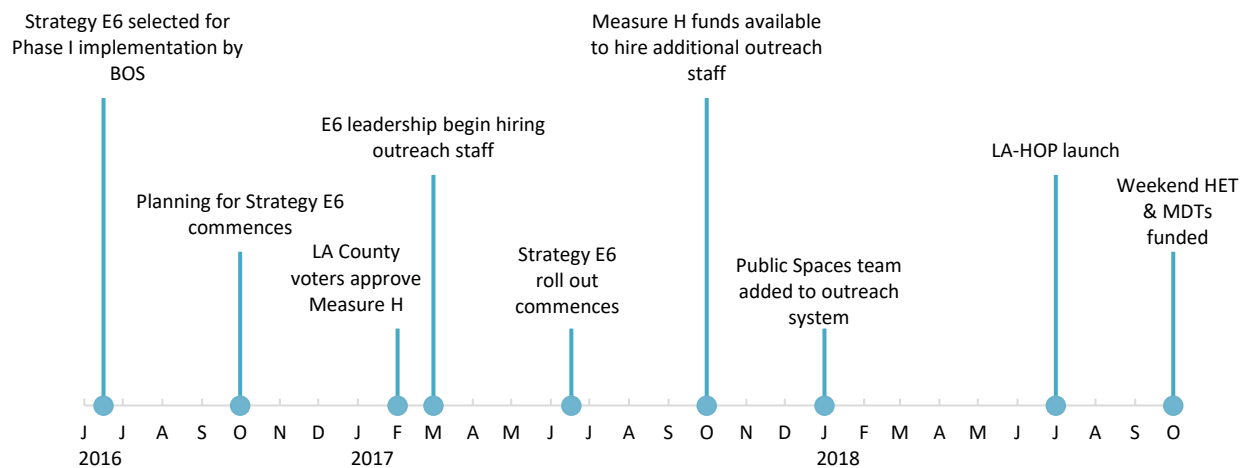 Strategy E6 selected for
Phase I implementation by
BOS
Planning for Strategy E6
commences
LA County
voters approve
Measure H
E6 leadership begin hiring
outreach staff
Strategy E6
roll out
commences
Measure H funds available
to hire additional outreach
staff
Public Spaces team
added to outreach
system
LA-HOP launch
Weekend HET
& MDTs
funded
J J A S O N D J F M A M J J A S O N D J F M A M J J A S O
2016 2017 2018